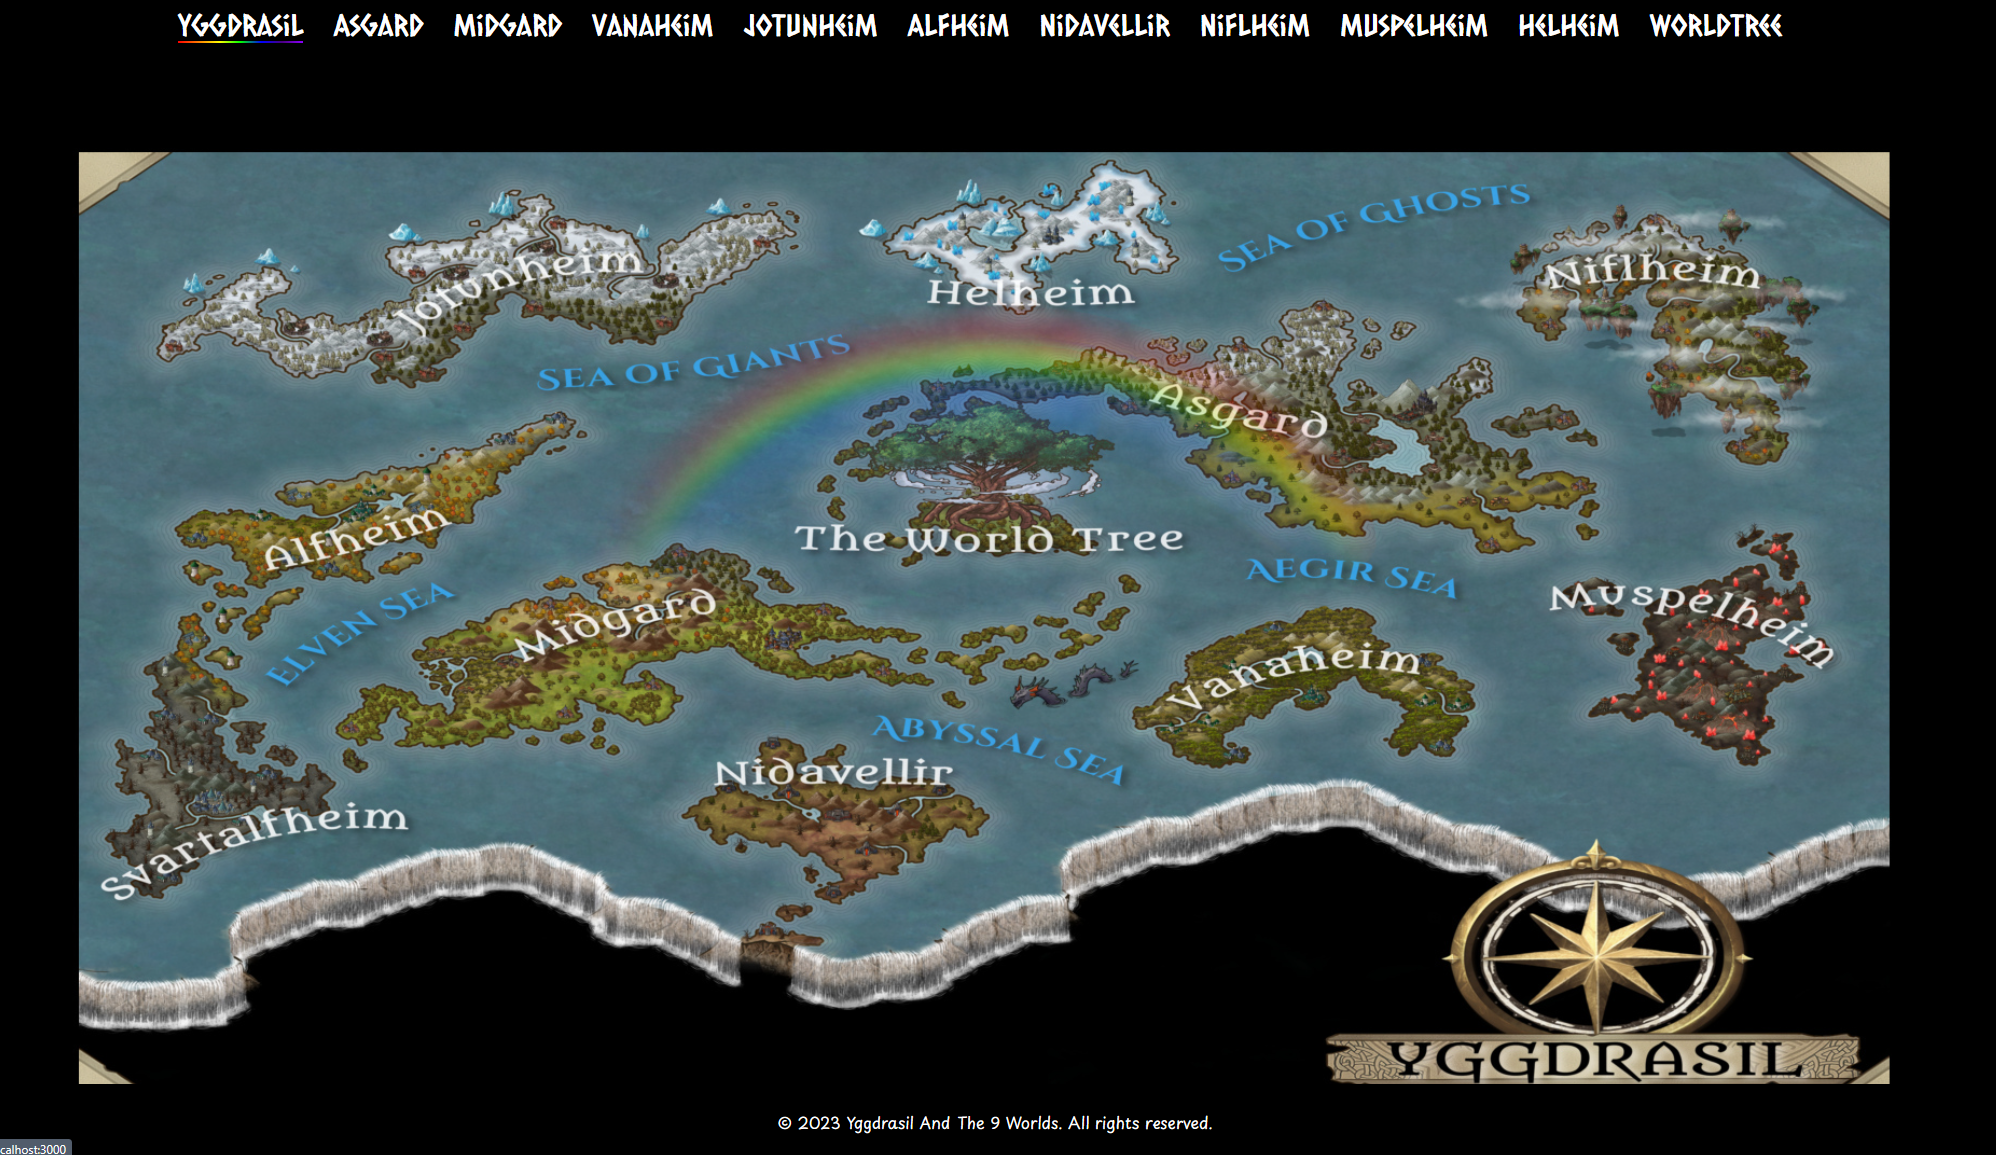 YGGDRASiL ASGARD MiDGARD VANAHEiM JOTUNHEiM ALFHEiM NiDAVELLiR NiFLHEiM MUSPELHEiM HELHEiM WORLDTREE
Sea of Ghosts
Jotunheim
Helheim
Niflheim
Sea of Giants
Asgard
Alfheim
The World Tree
Aegir Sea
Elven Sea
Midgard
Muspelheim
Vanaheim
Abyssal Sea
Nidavellir
Svartalfheim
YGGDRASIL
© 2023 Yggdrasil And The 9 Worlds. All rights reserved.
calhost:3000